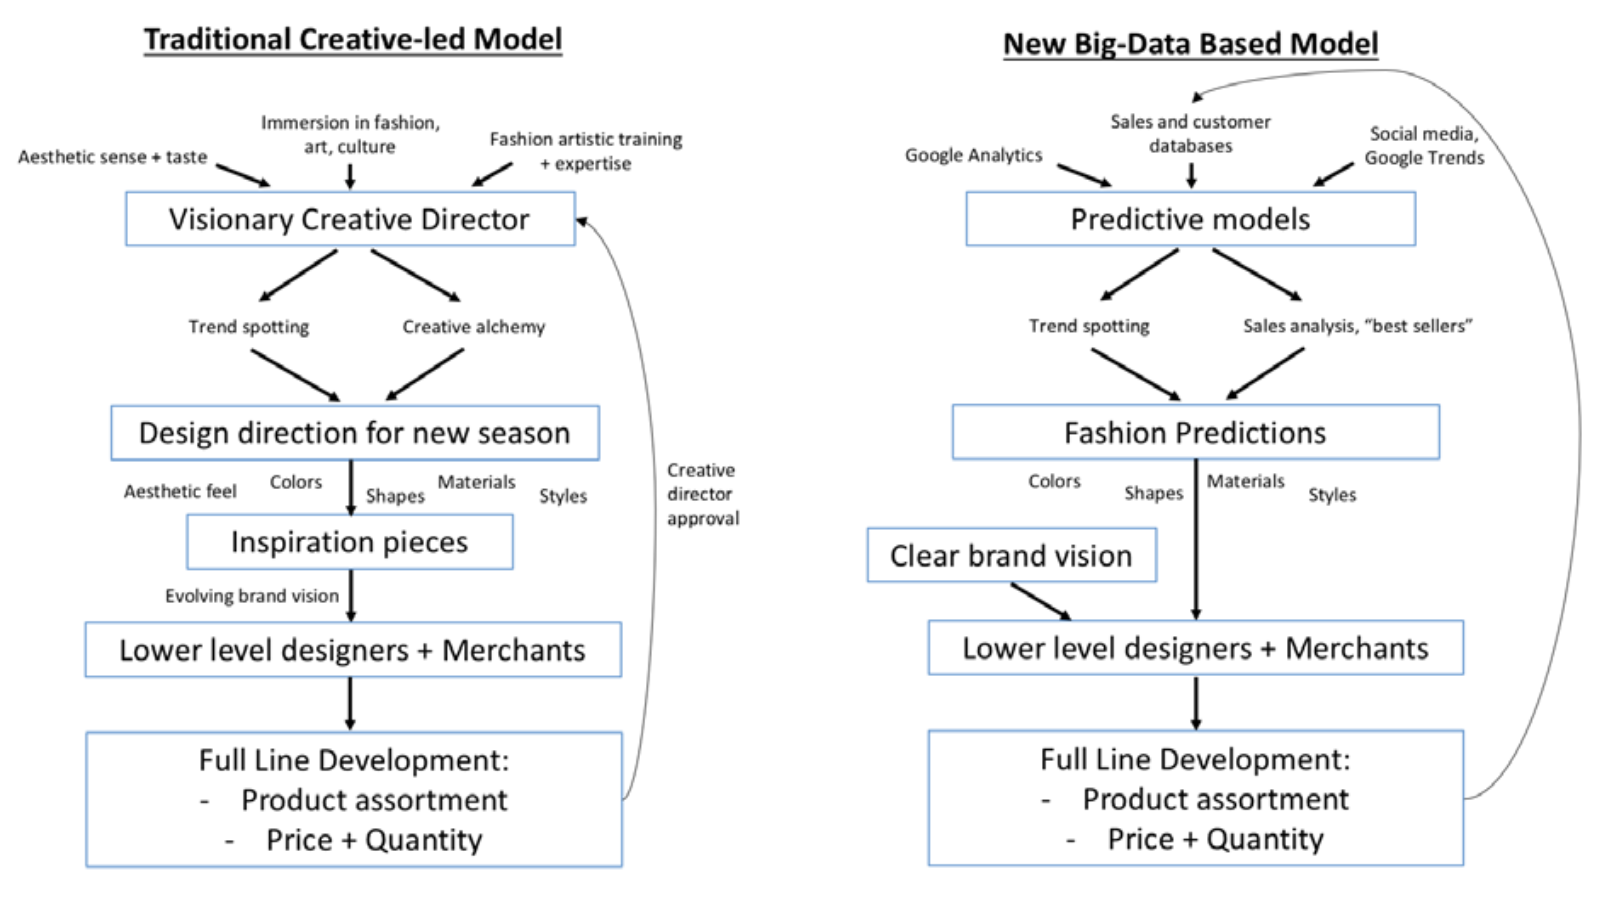 Traditional Creative-led Model
Immersion in fashion,
art, culture
Aesthetic sense + taste
Fashion artistic training
+ expertise
Visionary Creative Director
Trend spotting
Creative alchemy
Design direction for new season
Aesthetic feel
Colors
Shapes
Materials
Styles
Inspiration pieces
Evolving brand vision
Lower level designers + Merchants
Full Line Development:
- Product assortment
- Price + Quantity
Creative
director
approval
New Big-Data Based Model
Google Analytics
Sales and customer
databases
Social media,
Google Trends
Predictive models
Trend spotting
Sales analysis, “best sellers”
Fashion Predictions
Colors
Shapes
Materials
Styles
Clear brand vision
Lower level designers + Merchants
Full Line Development:
- Product assortment
- Price + Quantity